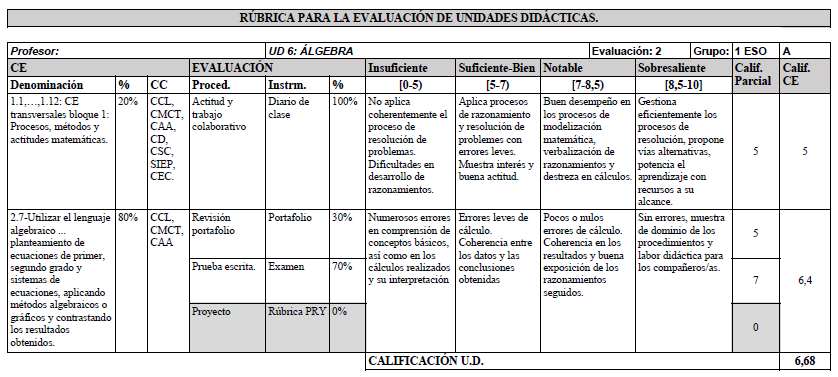 RÚBRICA PARA LA EVALUACIÓN DE UNIDADES DIDÁCTICAS.
Profesor: UD 6: ÁLGEBRA Evaluación: 2 Grupo: 1 ESO A
CE EVALUACIÓN Insuficiente Suficiente-Bien Notable Sobresaliente Calif. Calif.
Denominación % CC Proced. Instrm. % [0-5) [5-7) [7-8,5) [8,5-10] Parcial CE
1.1,…,1.12: CE
transversales bloque 1:
Procesos, métodos y
actitudes matemáticas.
20%
CCL,
CMCT,
CAA,
CD,
CSC,
SIEP,
CEC.
Actitud y
trabajo
colaborativo
Diario de
clase
100%
No aplica
coherentemente el
proceso de
resolución de
problemas.
Dificultades en
desarrollo de
razonamientos.
Aplica procesos
de razonamiento
y resolución de
problemas con
errores leves.
Muestra interés y
buena actitud.
Buen desempeño en
los procesos de
modelización
matemática,
verbalización de
razonamientos y
destreza en cálculos.
Gestiona
eficientemente los
procesos de
resolución, propone
vías alternativas,
potencia el
aprendizaje con
recursos a su
alcance.
5
5
2.7-Utilizar el lenguaje
algebraico ...
planteamiento de
ecuaciones de primer,
segundo grado y
sistemas de
ecuaciones, aplicando
métodos algebraicos o
gráficos y contrastando
los resultados
obtenidos.
80%
CCL,
CMCT,
CAA
Revisión
portafolio
Portafolio
30%
Prueba escrita.
Examen
70%
Proyecto
Rúbrica PRY
0%
Numerosos errores
en comprensión de
conceptos básicos,
así como en los
cálculos realizados
y su interpretación
Errores leves de
cálculo.
Coherencia entre
los datos y las
conclusiones
obtenidas
Pocos o nulos
errores de cálculo.
Coherencia en los
resultados y buena
exposición de los
razonamientos
seguidos.
Sin errores, muestra
de dominio de los
procedimientos y
labor didáctica para
los compañeros/as.
5
7
0
6,4
CALIFICACIÓN U.D. 6,68